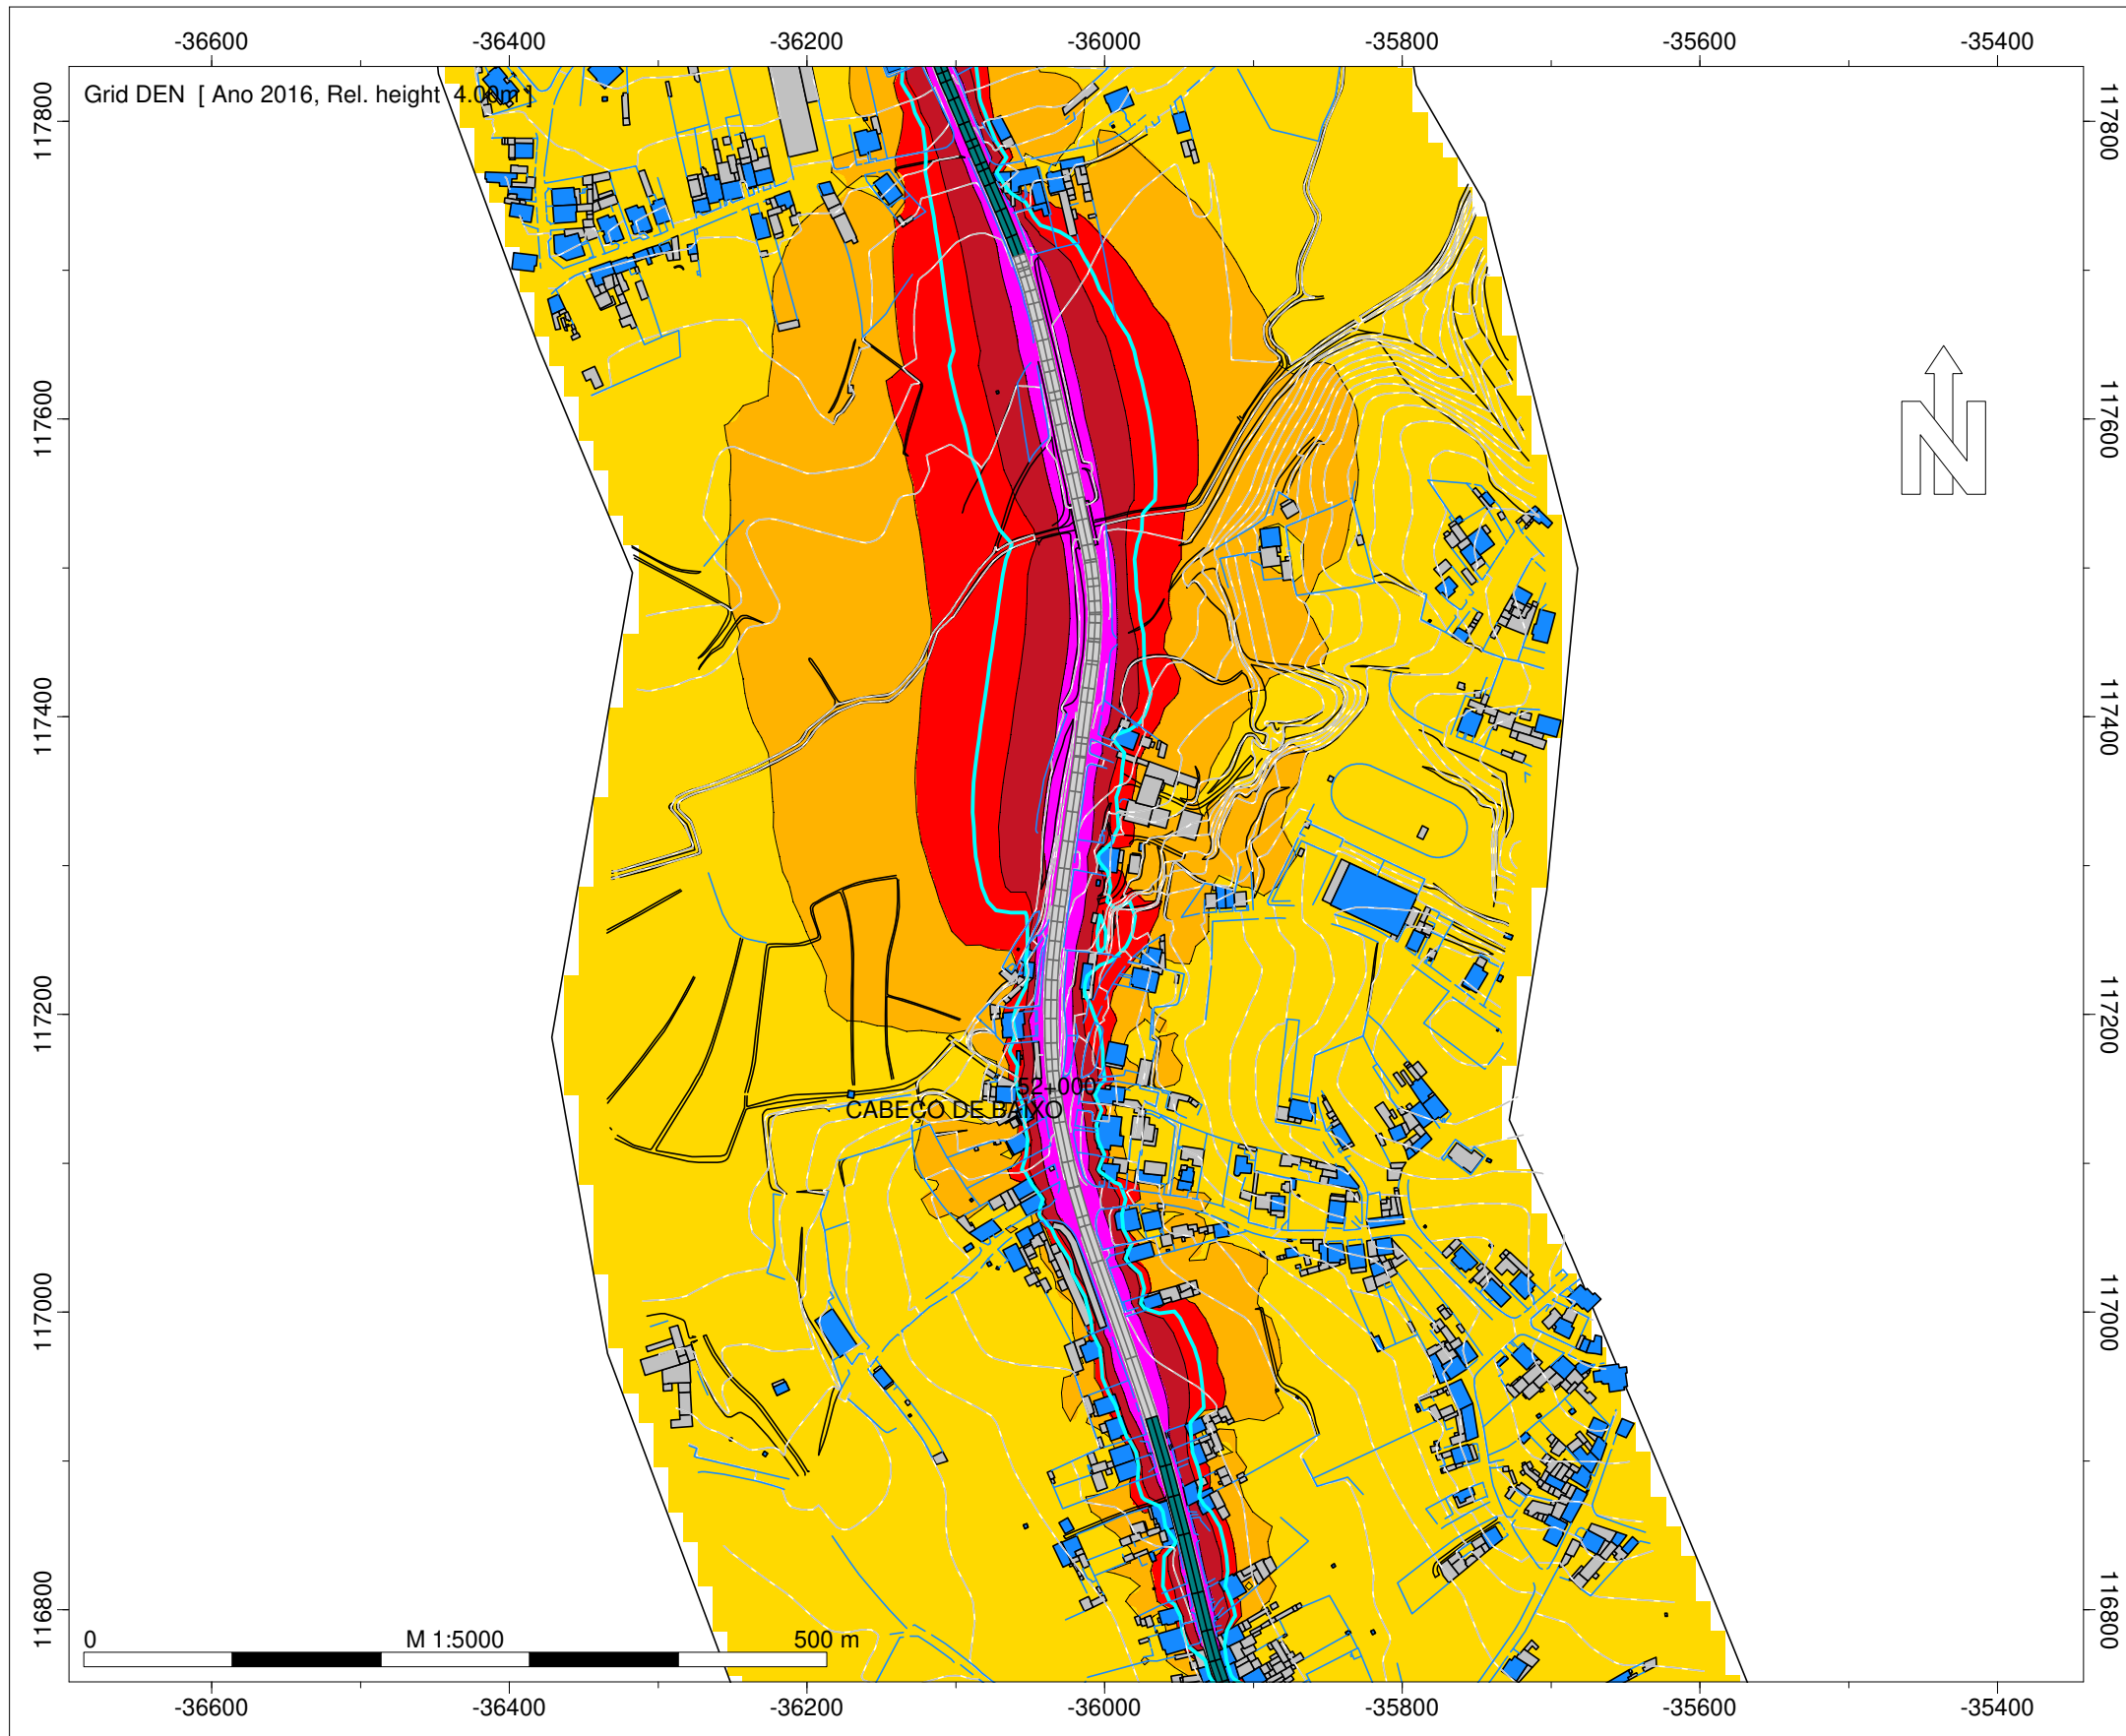 -36600 -36400 -36200 -36000 -35800 -35600 -35400
Grid DEN [ Ano 2016, Rel. height 4.00m ]
117800 117800
117600 117600
N
117400 117400
117200 117200
52+000
CABEÇO DE BAIXO
117000 117000
116800 116800
0 M 1:5000 500 m
-36600 -36400 -36200 -36000 -35800 -35600 -35400